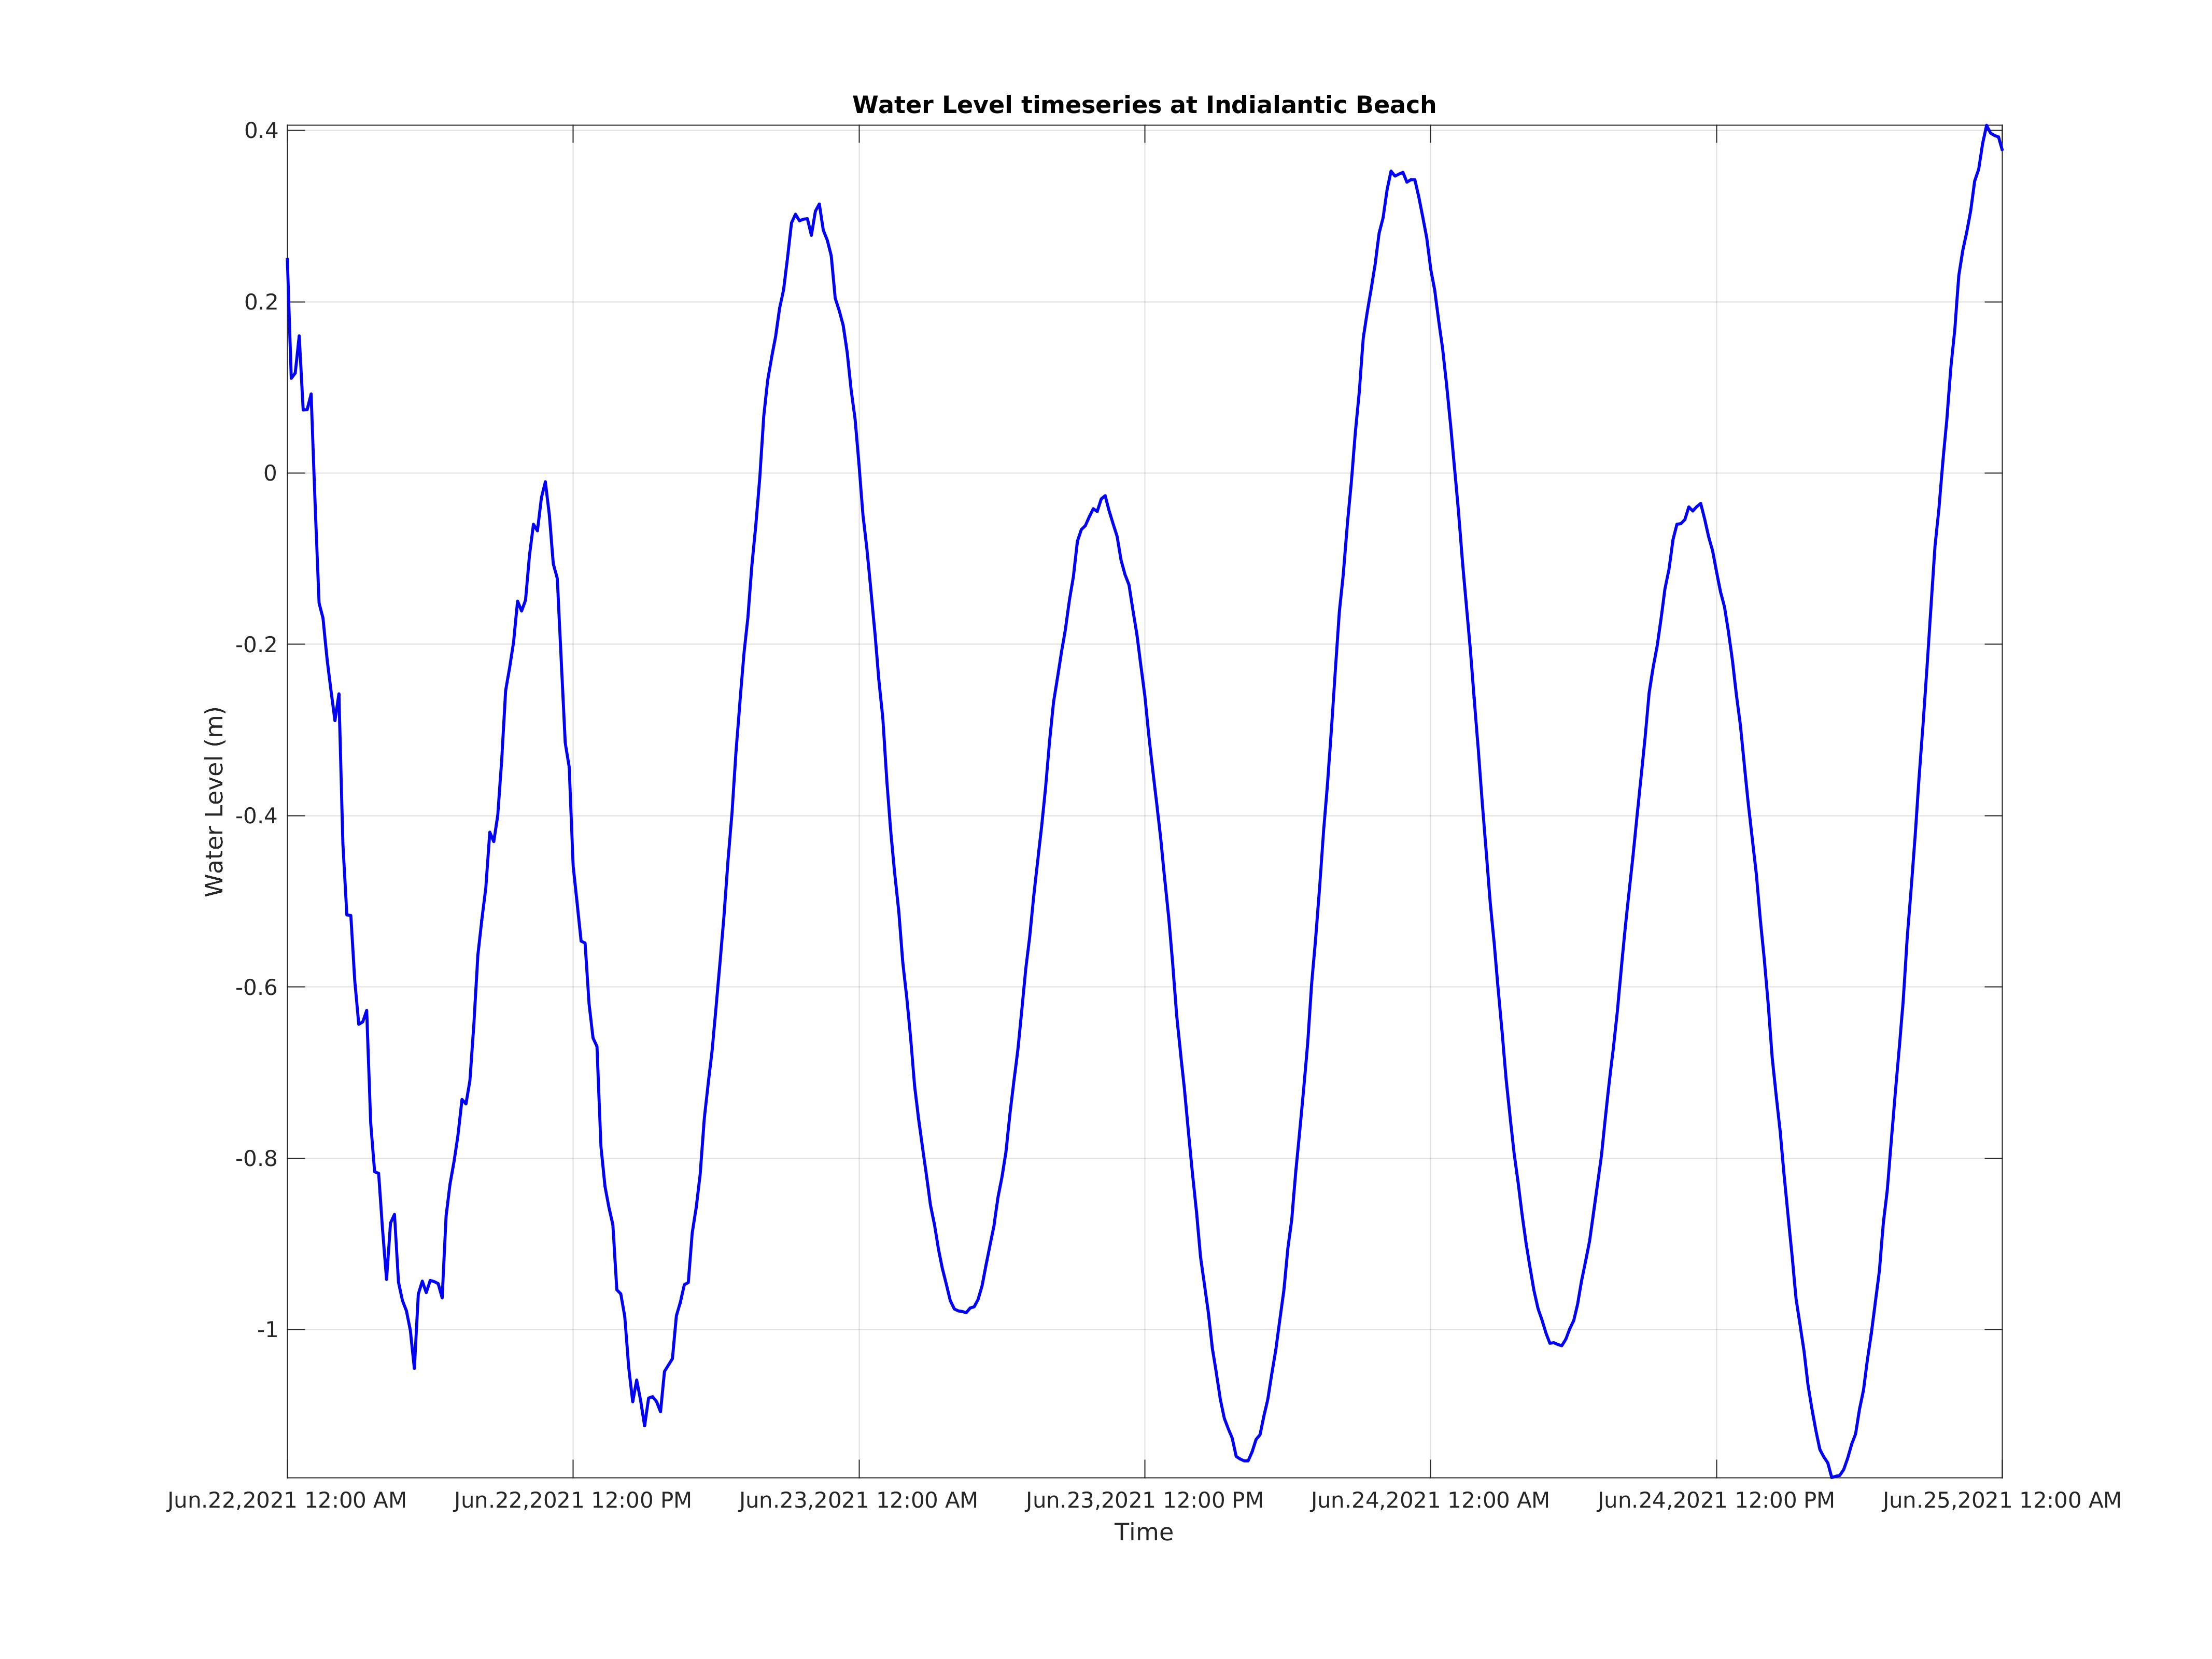 Water Level timeseries at Indialantic Beach
0.4
0.2
0
-0.2
-0.4
-0.6
-0.8
-1
Water Level (m)
Jun.22,2021 12:00 AM Jun.22,2021 12:00 PM Jun.23,2021 12:00 AM Jun.23,2021 12:00 PM Jun.24,2021 12:00 AM Jun.24,2021 12:00 PM Jun.25,2021 12:00 AM
Time